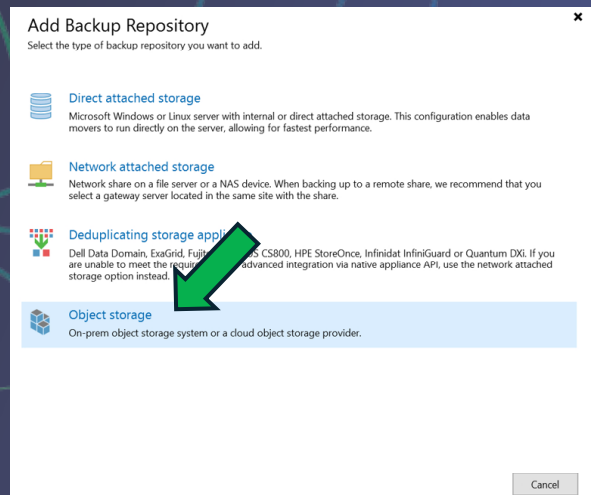 Add Backup Repository
Select the type of backup repository you want to add.
Direct attached storage
Microsoft Windows or Linux server with internal or direct attached storage. This configuration enables data
movers to run directly on the server, allowing for fastest performance.
Network attached storage
Network share on a file server or a NAS device. When backing up to a remote share, we recommend that you
select a gateway server located in the same site with the share.
Deduplicating storage
Dell Data Domain, ExaGrid, CS800, HPE StoreOnce, Infinidat InfiniGuard or Quantum DXi. If you
are unable to meet the advanced integration via native appliance API, use the network attached
storage option instead.
Object storage
On-prem object storage system or a cloud object storage provider.
Cancel